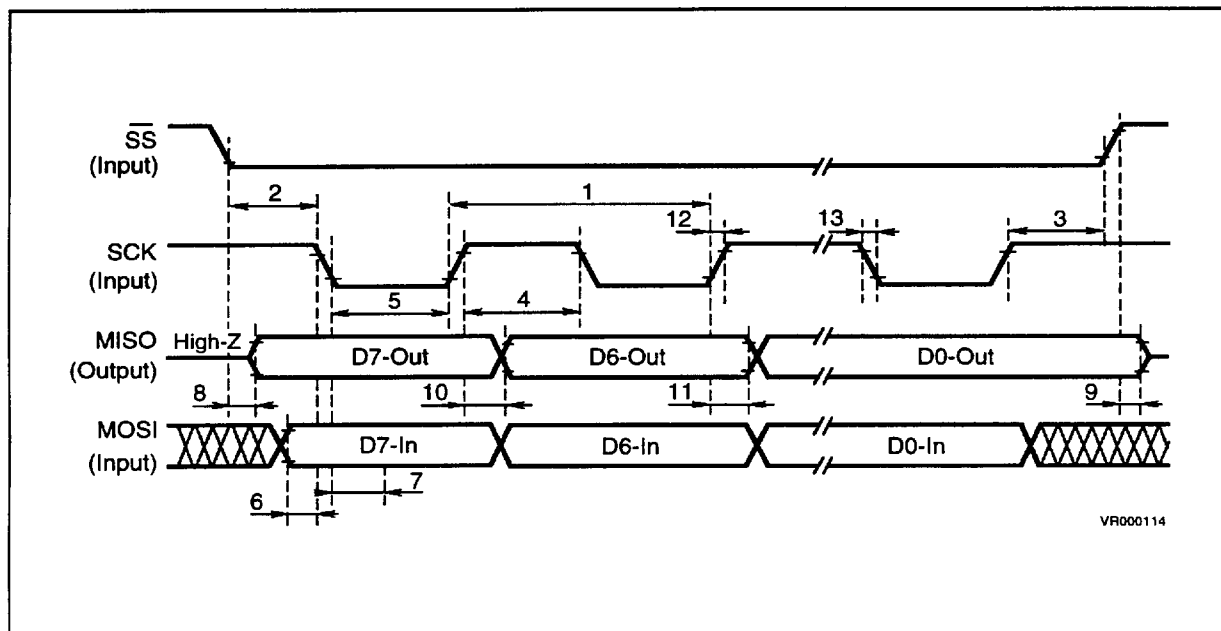 S̅S̅
(Input)
2
1
12
13
3
SCK
(Input)
5
4
MISO
(Output)
High-Z
D7-Out
D6-Out
D0-Out
8
10
11
9
MOSI
(Input)
D7-In
D6-In
D0-In
7
6
VR000114